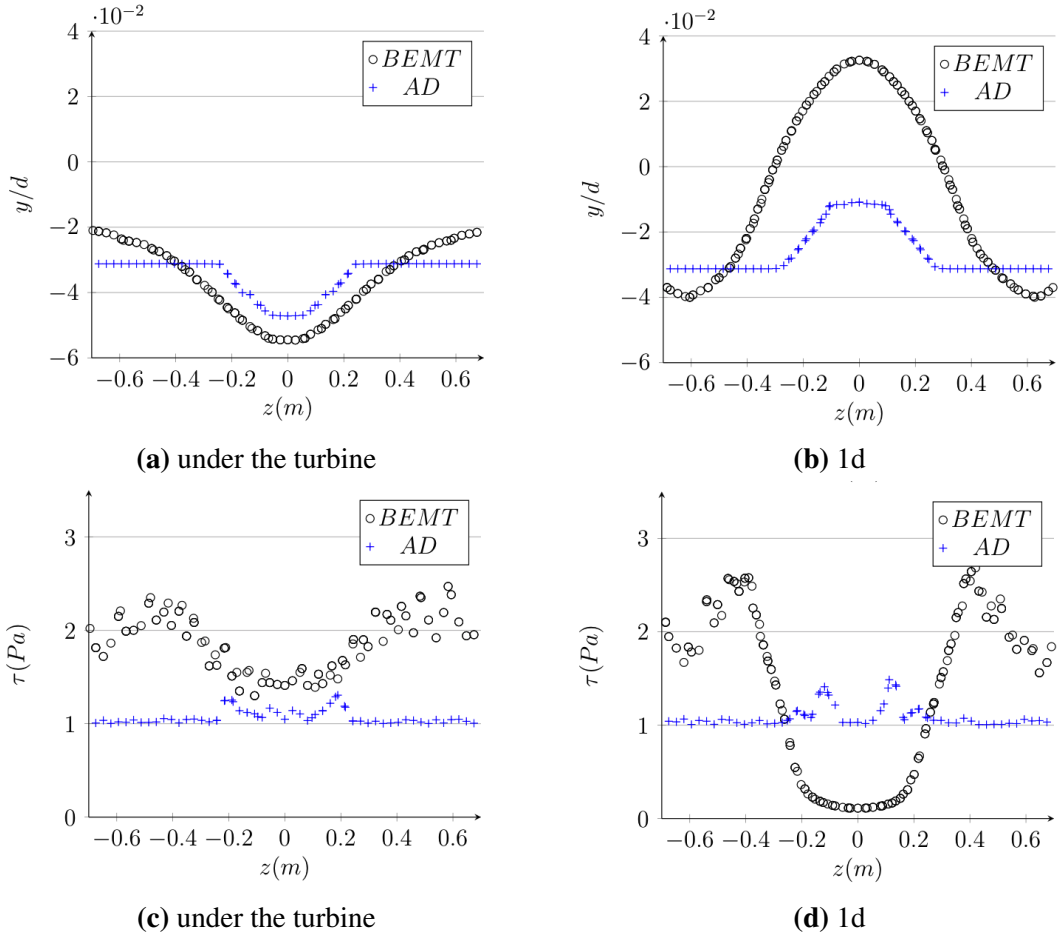 ·10⁻²
4
2
0
−2
−4
−6
y/d
BEMT
AD
−0.6 −0.4 −0.2 0 0.2 0.4 0.6
z(m)
(a) under the turbine
·10⁻²
4
2
0
−2
−4
−6
y/d
BEMT
AD
−0.6 −0.4 −0.2 0 0.2 0.4 0.6
z(m)
(b) 1d
3
2
1
0
τ(Pa)
BEMT
AD
−0.6 −0.4 −0.2 0 0.2 0.4 0.6
z(m)
(c) under the turbine
3
2
1
0
τ(Pa)
BEMT
AD
−0.6 −0.4 −0.2 0 0.2 0.4 0.6
z(m)
(d) 1d